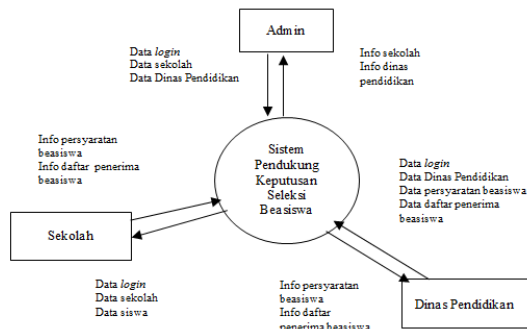 Admin
Data login
Data sekolah
Data Dinas Pendidikan
Info sekolah
Info dinas
pendidikan
Info persyaratan
beasiswa
Info daftar penerima
beasiswa
Sistem
Pendukung
Keputusan
Seleksi
Beasiswa
Data login
Data Dinas Pendidikan
Data persyaratan beasiswa
Data daftar penerima
beasiswa
Sekolah
Data login
Data sekolah
Data siswa
Info persyaratan
beasiswa
Info daftar
penerima beasiswa
Dinas Pendidikan